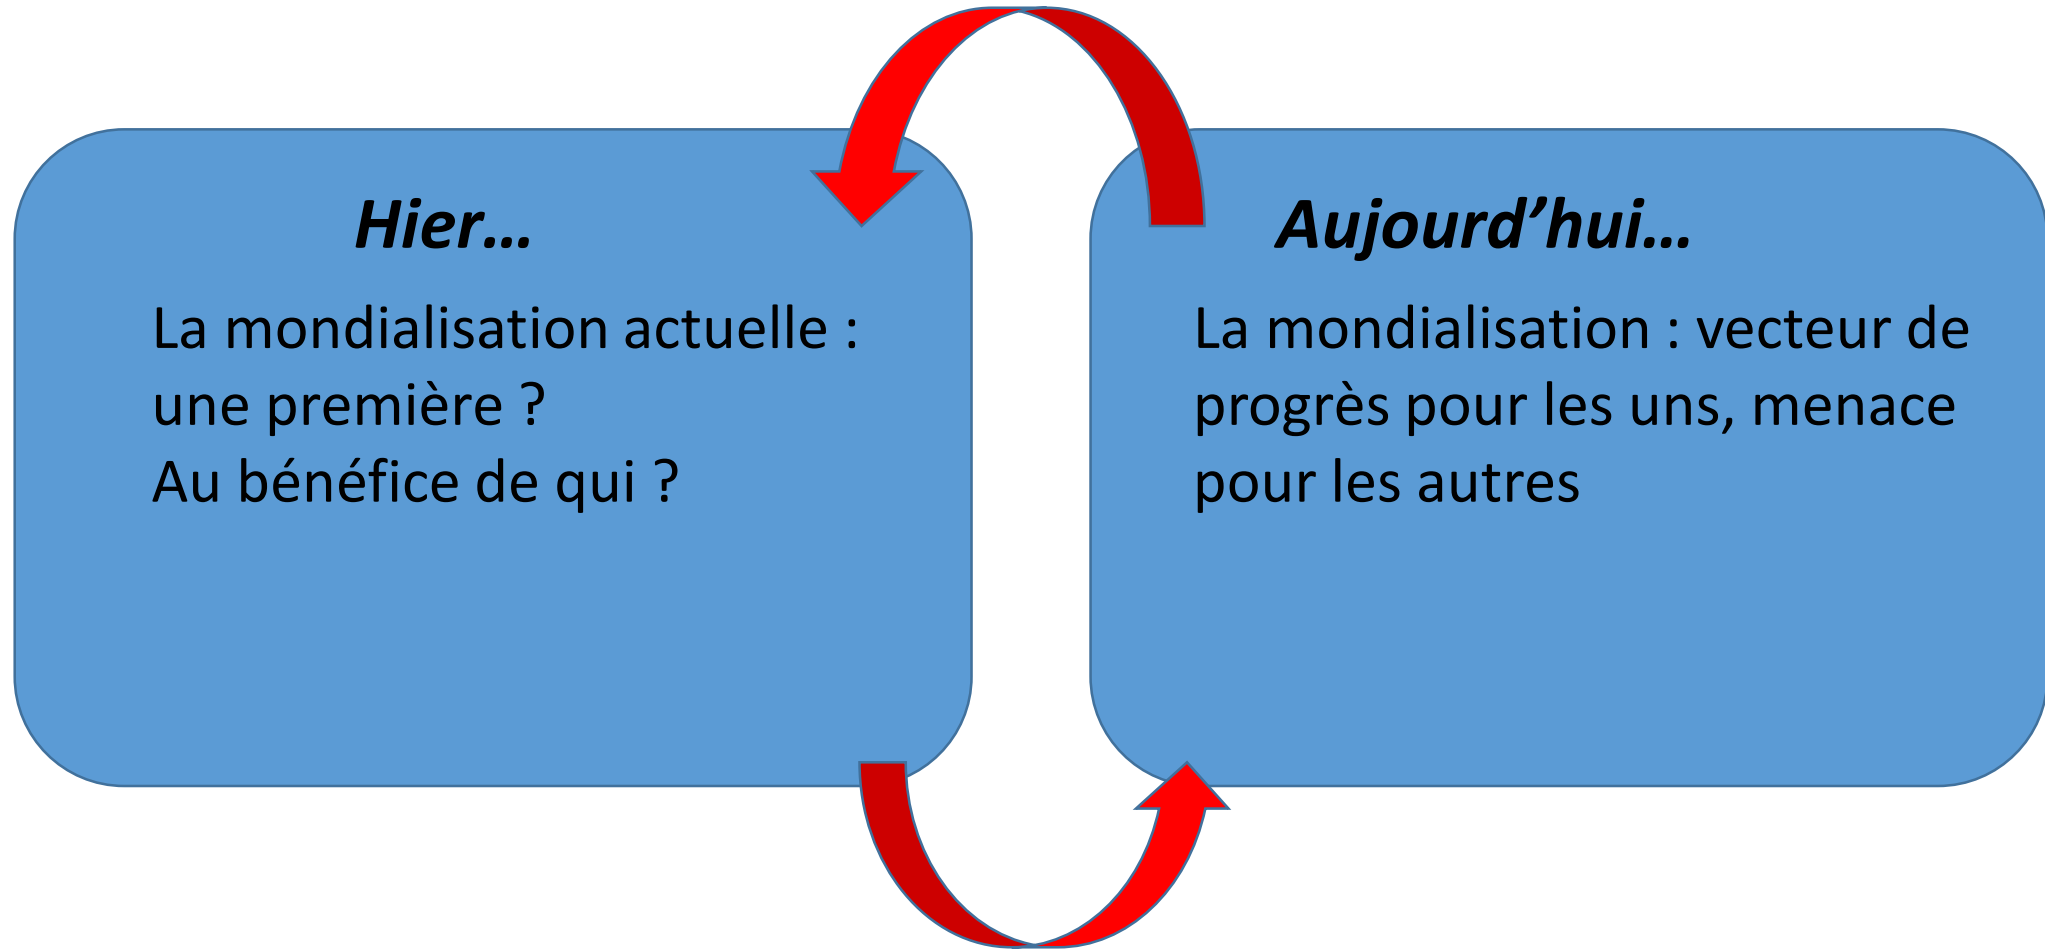 Hier...
La mondialisation actuelle :
une première ?
Au bénéfice de qui ?
Aujourd’hui...
La mondialisation : vecteur de
progrès pour les uns, menace
pour les autres